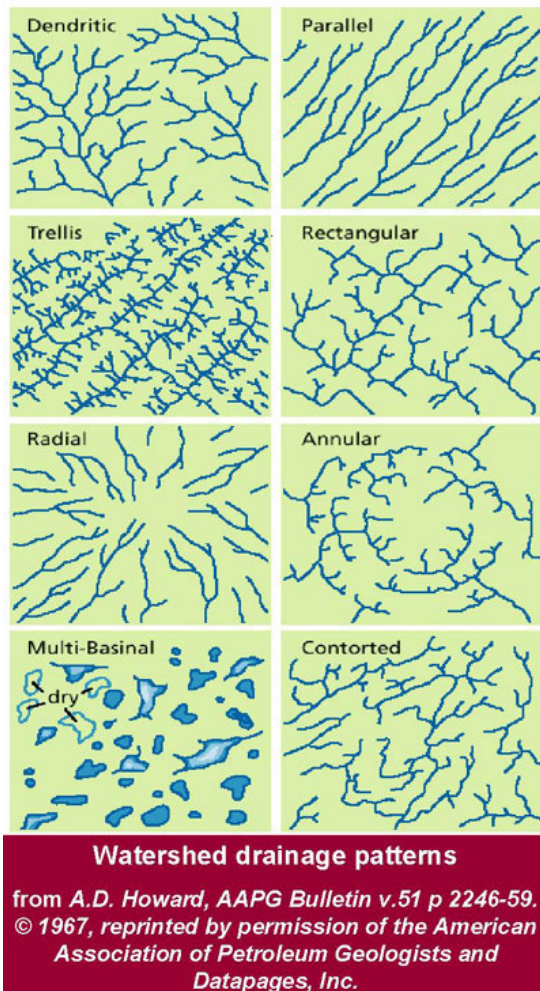 Dendritic
Parallel
Trellis
Rectangular
Radial
Annular
Multi-Basinal
dry
Contorted
Watershed drainage patterns
from A.D. Howard, AAPG Bulletin v.51 p 2246-59.
© 1967, reprinted by permission of the American
Association of Petroleum Geologists and
Datapages, Inc.